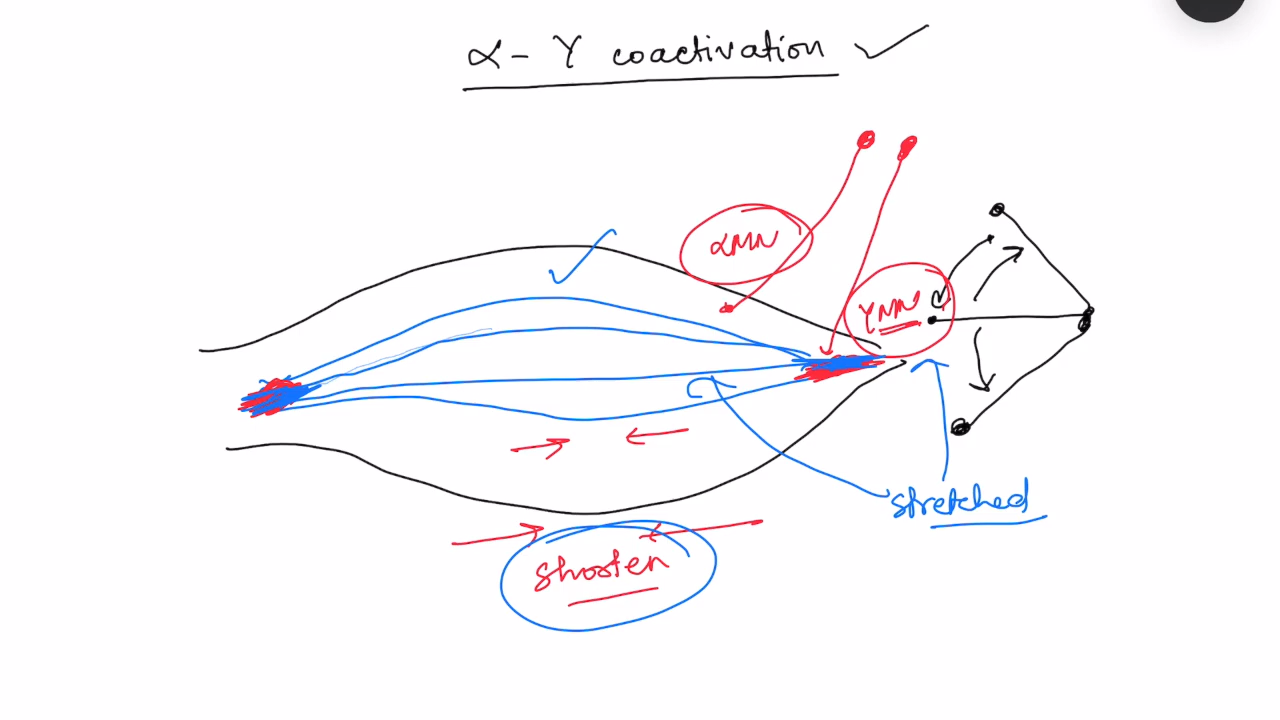 α - γ coactivation
αMN
γMN
stretched
shorten